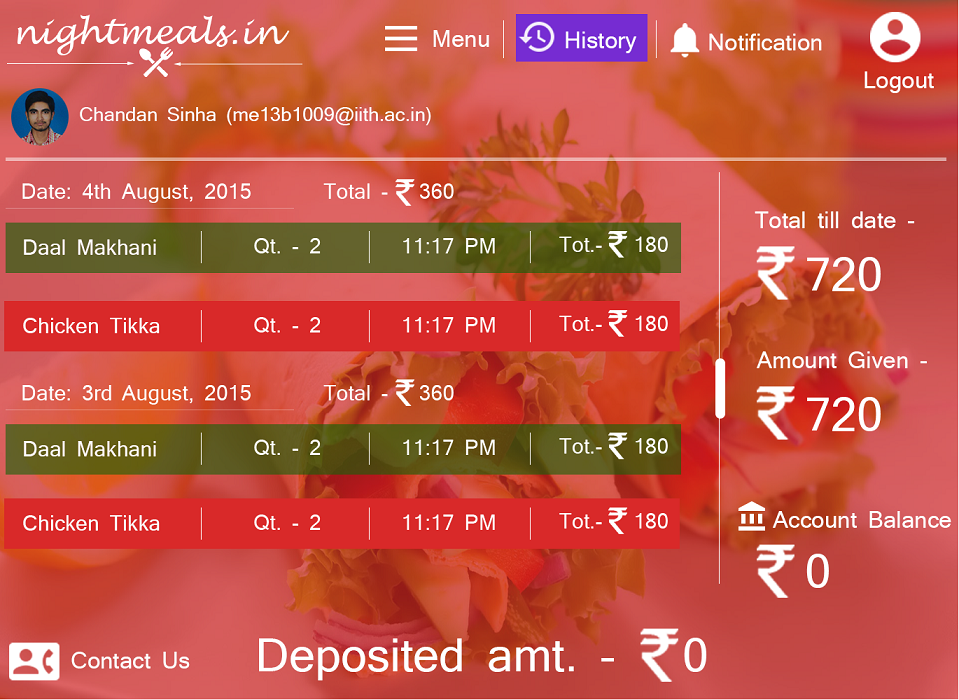 nightmeals.in
Menu
History
Notification
Logout
Chandan Sinha (me13b1009@iith.ac.in)
Date: 4th August, 2015 Total - ₹ 360
Daal Makhani Qt. - 2 11:17 PM Tot.- ₹ 180
Chicken Tikka Qt. - 2 11:17 PM Tot.- ₹ 180
Date: 3rd August, 2015 Total - ₹ 360
Daal Makhani Qt. - 2 11:17 PM Tot.- ₹ 180
Chicken Tikka Qt. - 2 11:17 PM Tot.- ₹ 180
Total till date -
₹ 720
Amount Given -
₹ 720
Account Balance
₹ 0
Contact Us
Deposited amt. - ₹ 0